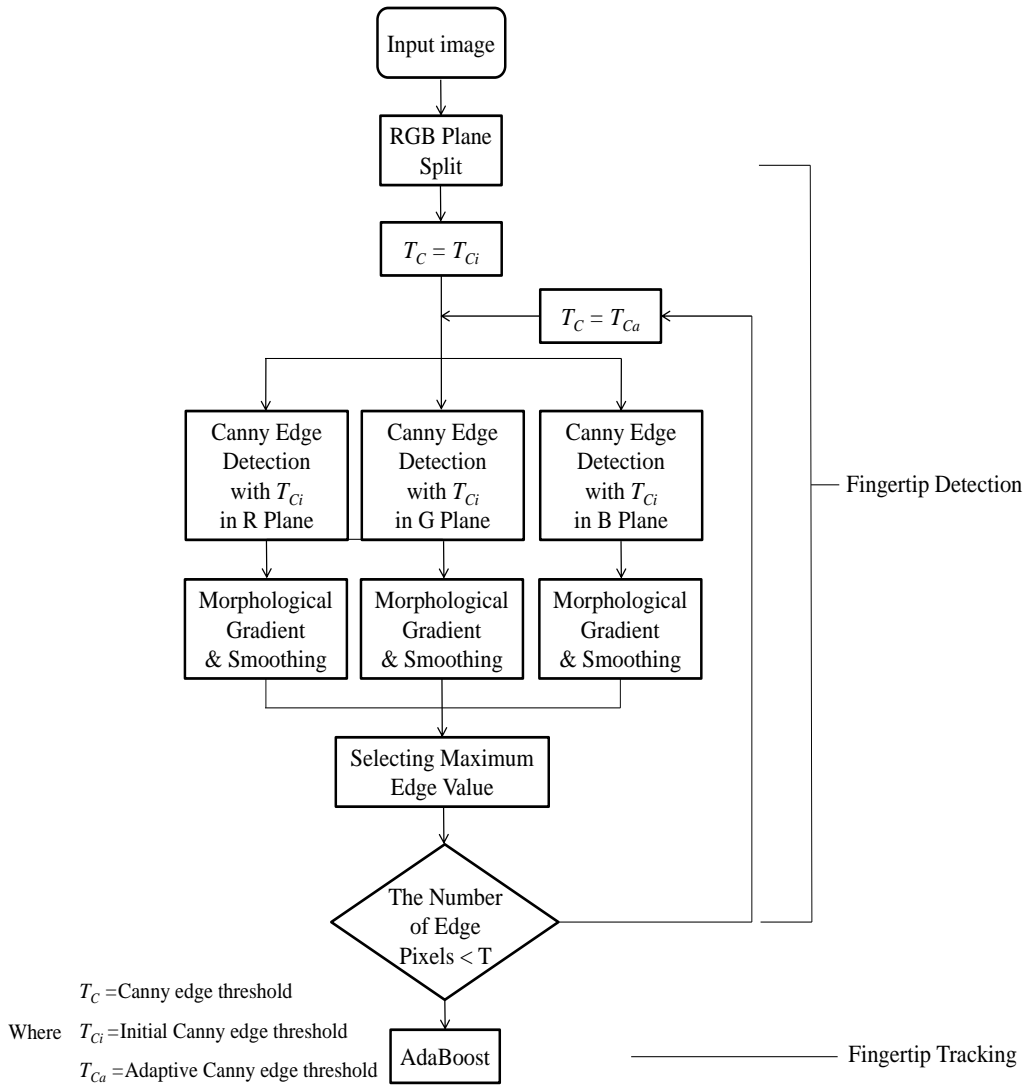 Input image
RGB Plane
Split
T_C = T_Ci
T_C = T_Ca
Canny Edge
Detection
with T_Ci
in R Plane
Canny Edge
Detection
with T_Ci
in G Plane
Canny Edge
Detection
with T_Ci
in B Plane
Fingertip Detection
Morphological
Gradient
& Smoothing
Morphological
Gradient
& Smoothing
Morphological
Gradient
& Smoothing
Selecting Maximum
Edge Value
The Number
of Edge
Pixels < T
T_C =Canny edge threshold
Where T_Ci =Initial Canny edge threshold
T_Ca =Adaptive Canny edge threshold
AdaBoost
Fingertip Tracking